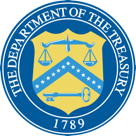 THE DEPARTMENT OF THE TREASURY
1789